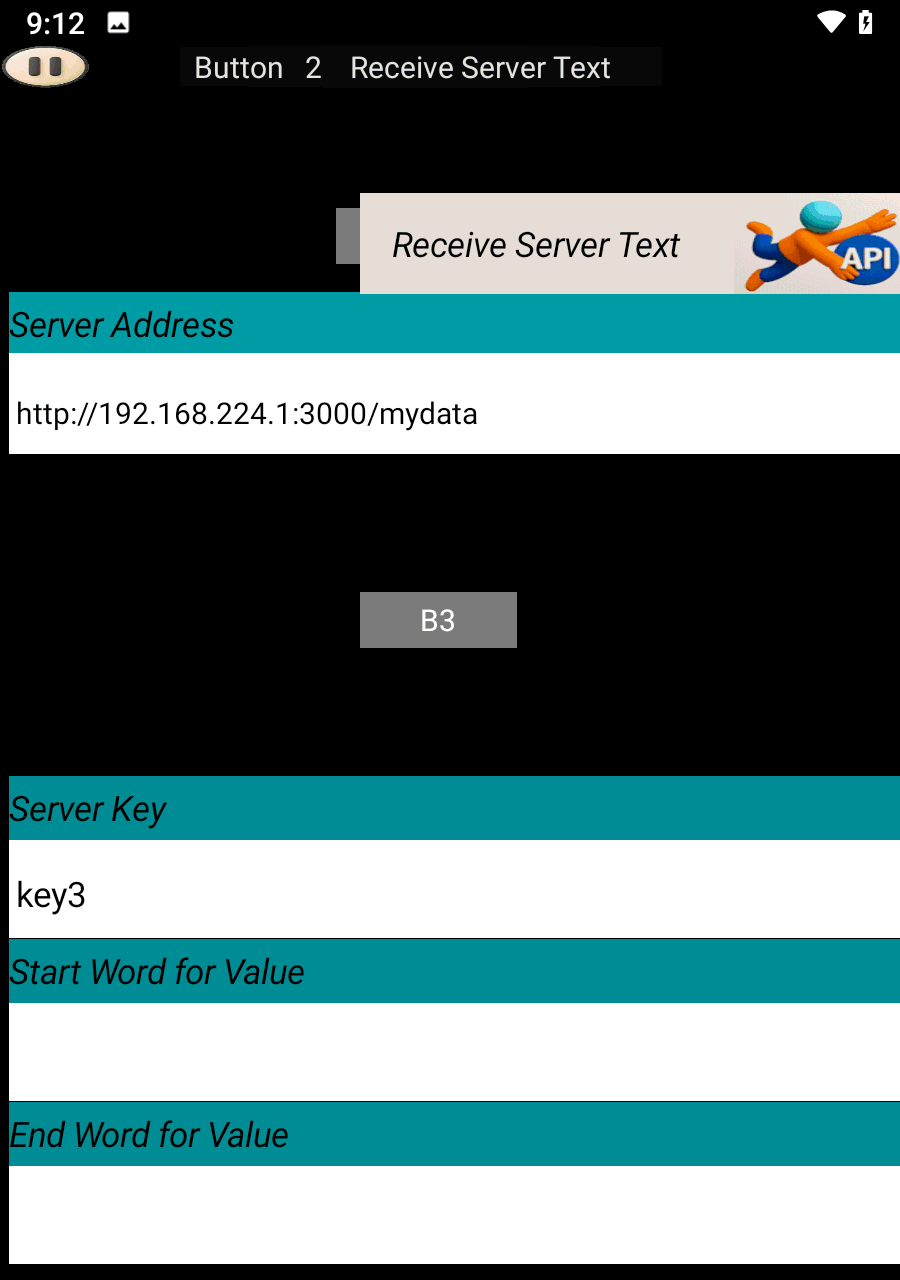 9:12
Button 2 Receive Server Text
Receive Server Text
API
Server Address
http://192.168.224.1:3000/mydata
B3
Server Key
key3
Start Word for Value
End Word for Value